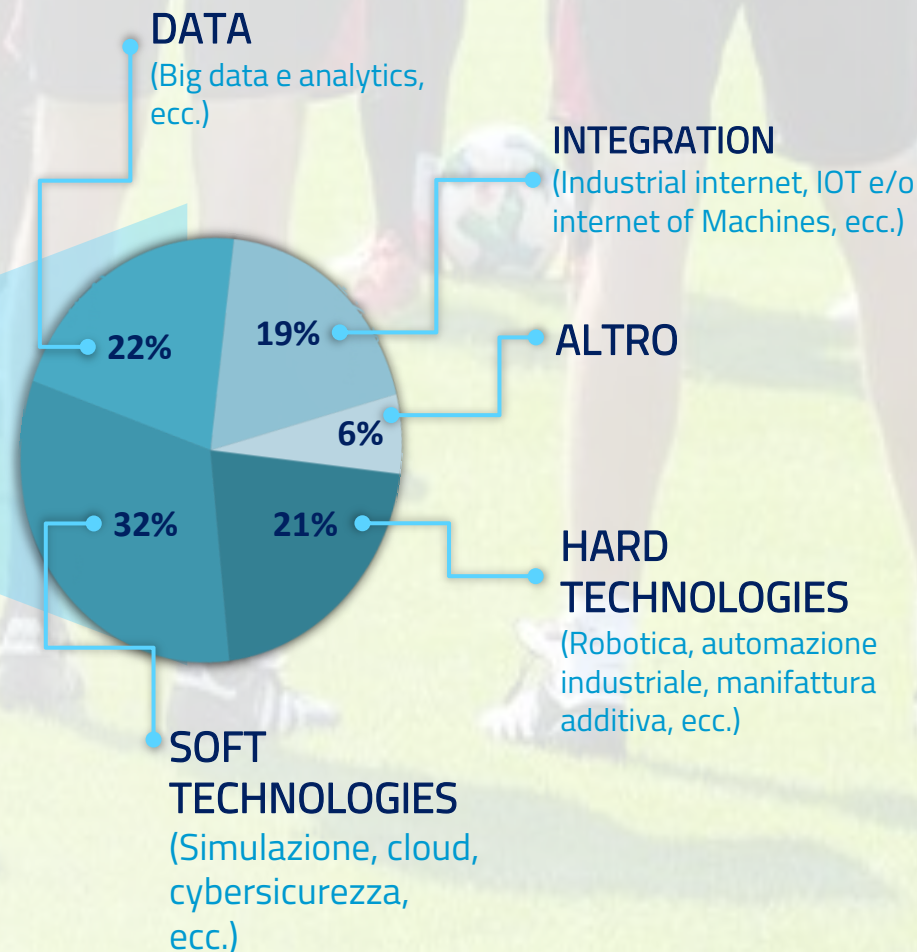 DATA
(Big data e analytics,
ecc.)
INTEGRATION
(Industrial internet, IOT e/o
internet of Machines, ecc.)
22%
19%
ALTRO
6%
32%
21%
HARD
TECHNOLOGIES
(Robotica, automazione
industriale, manifattura
additiva, ecc.)
SOFT
TECHNOLOGIES
(Simulazione, cloud,
cybersicurezza,
ecc.)